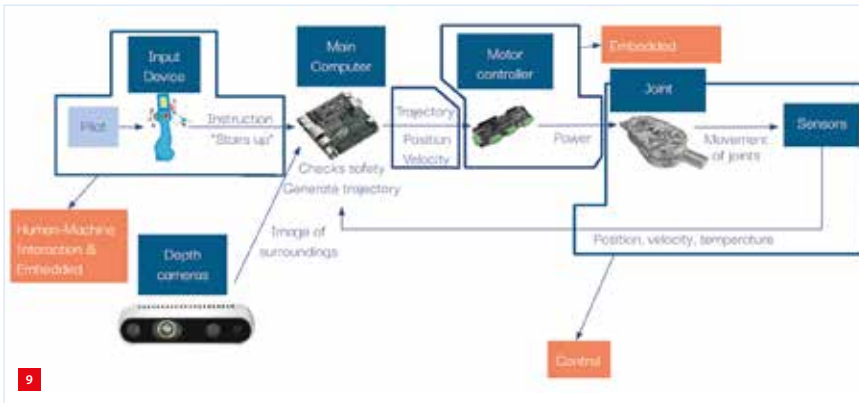 Input
Device
Pilot
Instruction
"Stairs up"
Main
Computer
Checks safety
Generate trajectory
Trajectory
Position
Velocity
Motor
controller
Embedded
Power
Joint
Movement
of joints
Sensors
Position, velocity, temperature
Image of
surroundings
Human-Machine
Interaction &
Embedded
Depth
cameras
Control
9